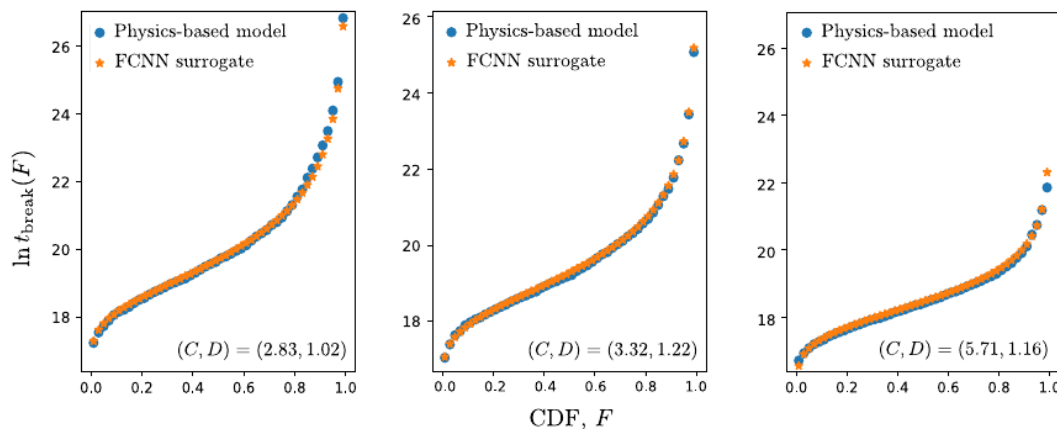 ln t_break(F)
26
24
22
20
18
Physics-based model
FCNN surrogate
(C, D) = (2.83, 1.02)
0.0 0.2 0.4 0.6 0.8 1.0
26
24
22
20
18
Physics-based model
FCNN surrogate
(C, D) = (3.32, 1.22)
0.0 0.2 0.4 0.6 0.8 1.0
26
24
22
20
18
Physics-based model
FCNN surrogate
(C, D) = (5.71, 1.16)
0.0 0.2 0.4 0.6 0.8 1.0
CDF, F